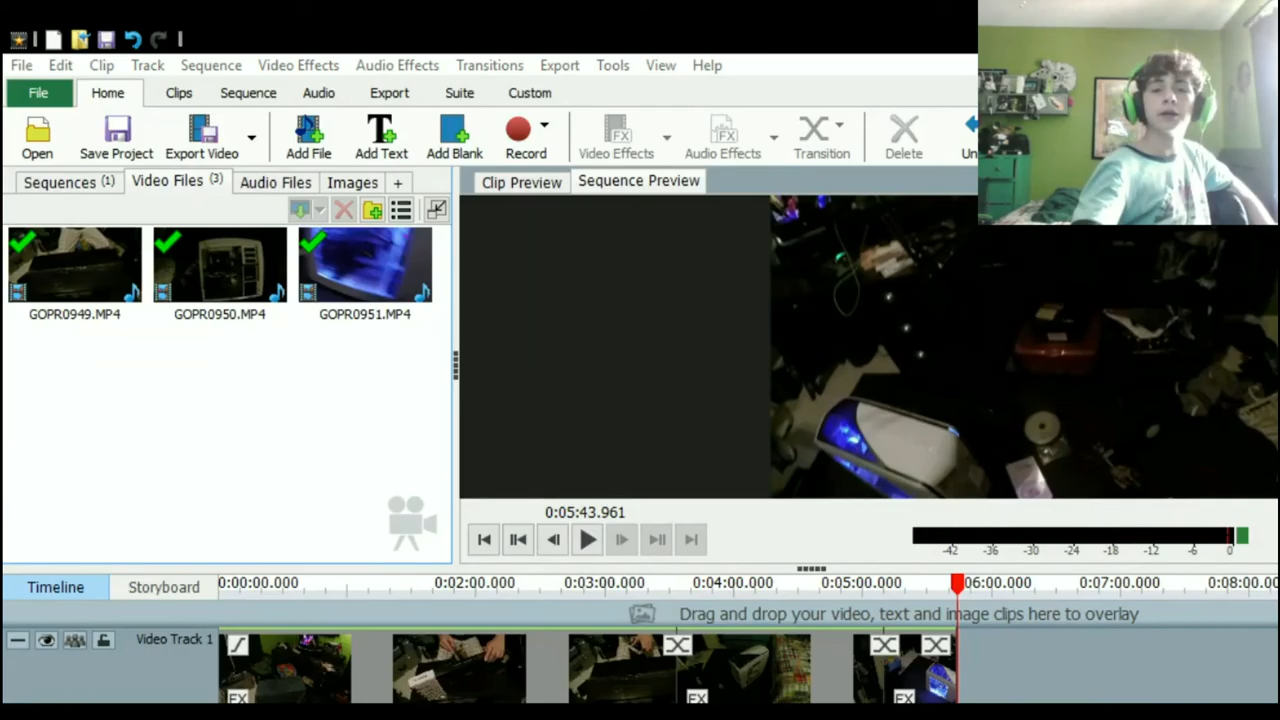 File Edit Clip Track Sequence Video Effects Audio Effects Transitions Export Tools View Help
File Home Clips Sequence Audio Export Suite Custom
FX FX
Open Save Project Export Video Add File Add Text Add Blank Record Video Effects Audio Effects Transition Delete Un
Sequences (1) Video Files (3) Audio Files Images + Clip Preview Sequence Preview
GOPR0949.MP4 GOPR0950.MP4 GOPR0951.MP4
0:05:43.961
-42 -36 -30 -24 -18 -12 -6 0
Timeline Storyboard 0:00:00.000 0:02:00.000 0:03:00.000 0:04:00.000 0:05:00.000 06:00.000 0:07:00.000 0:08:00.000
Drag and drop your video, text and image clips here to overlay
Video Track 1
FX FX FX